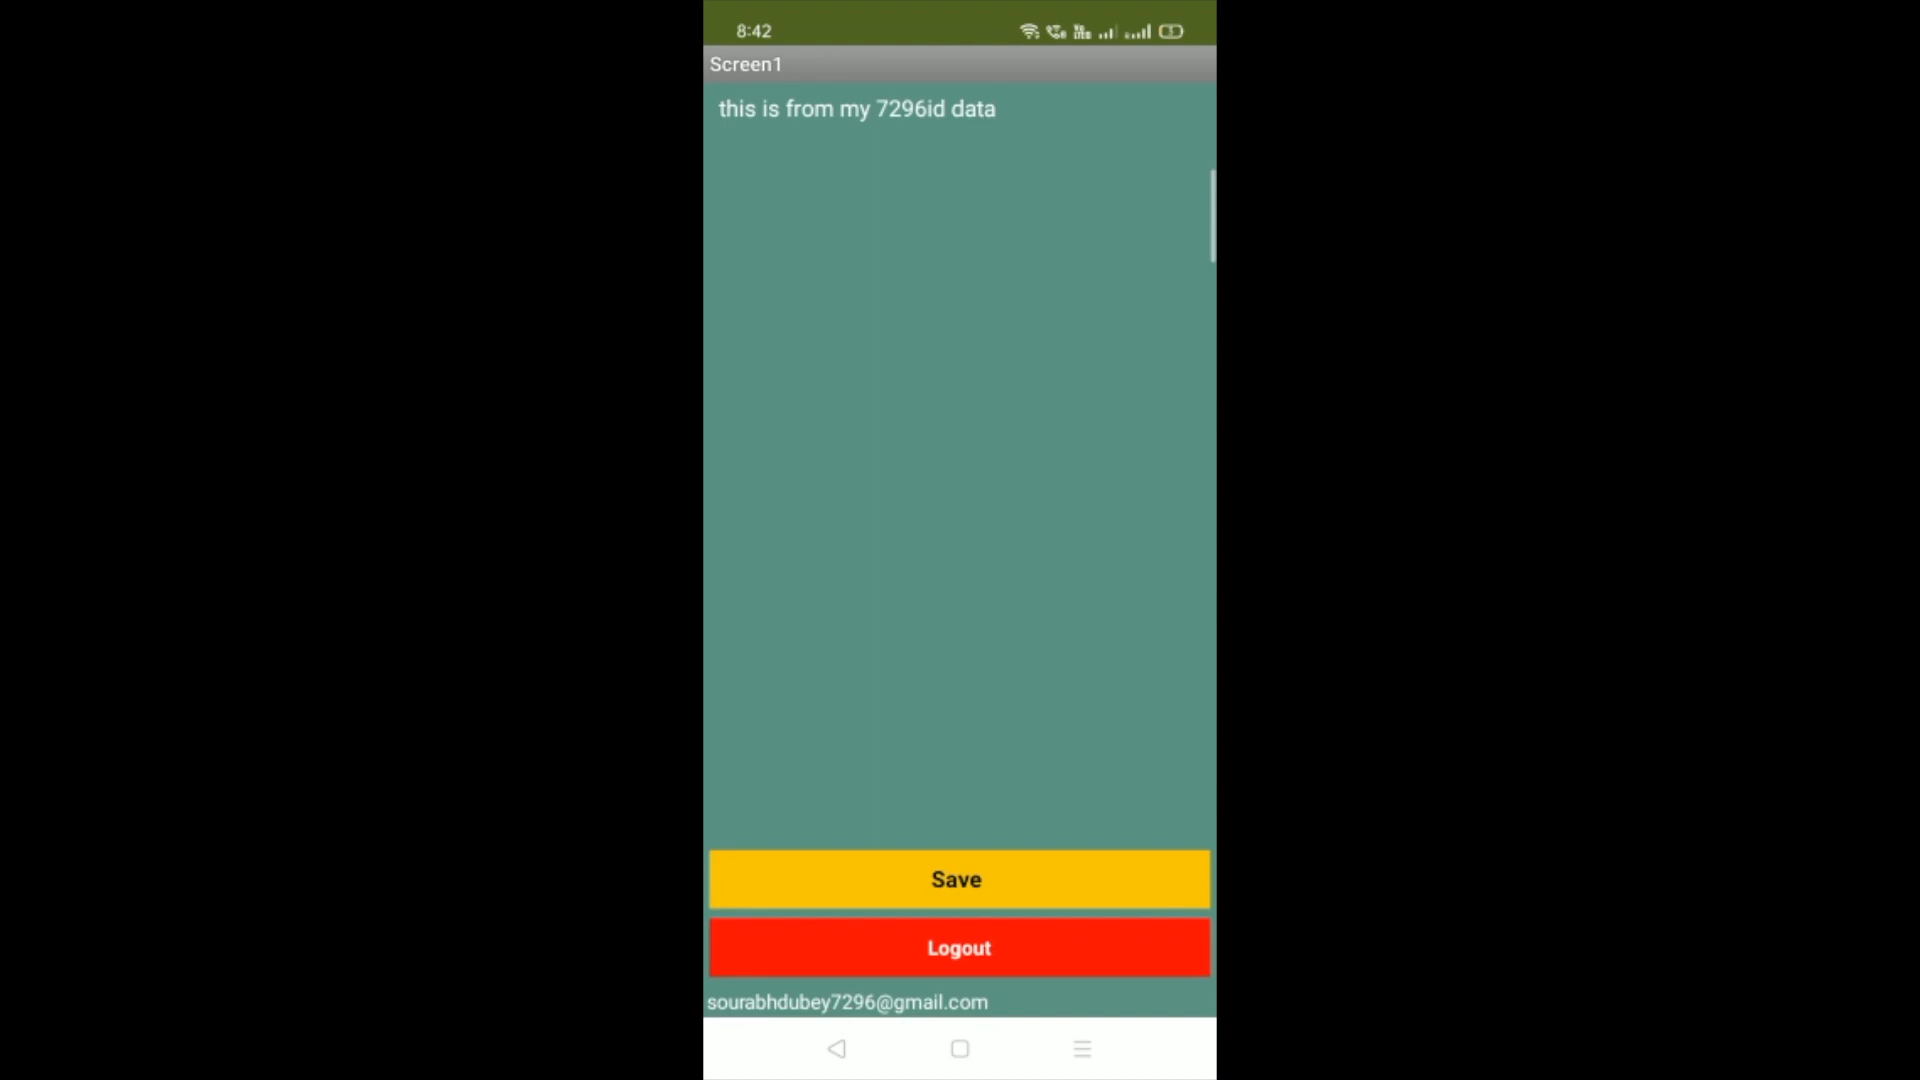 8:42
Screen1
this is from my 7296id data
Save
Logout
sourabhdubey7296@gmail.com